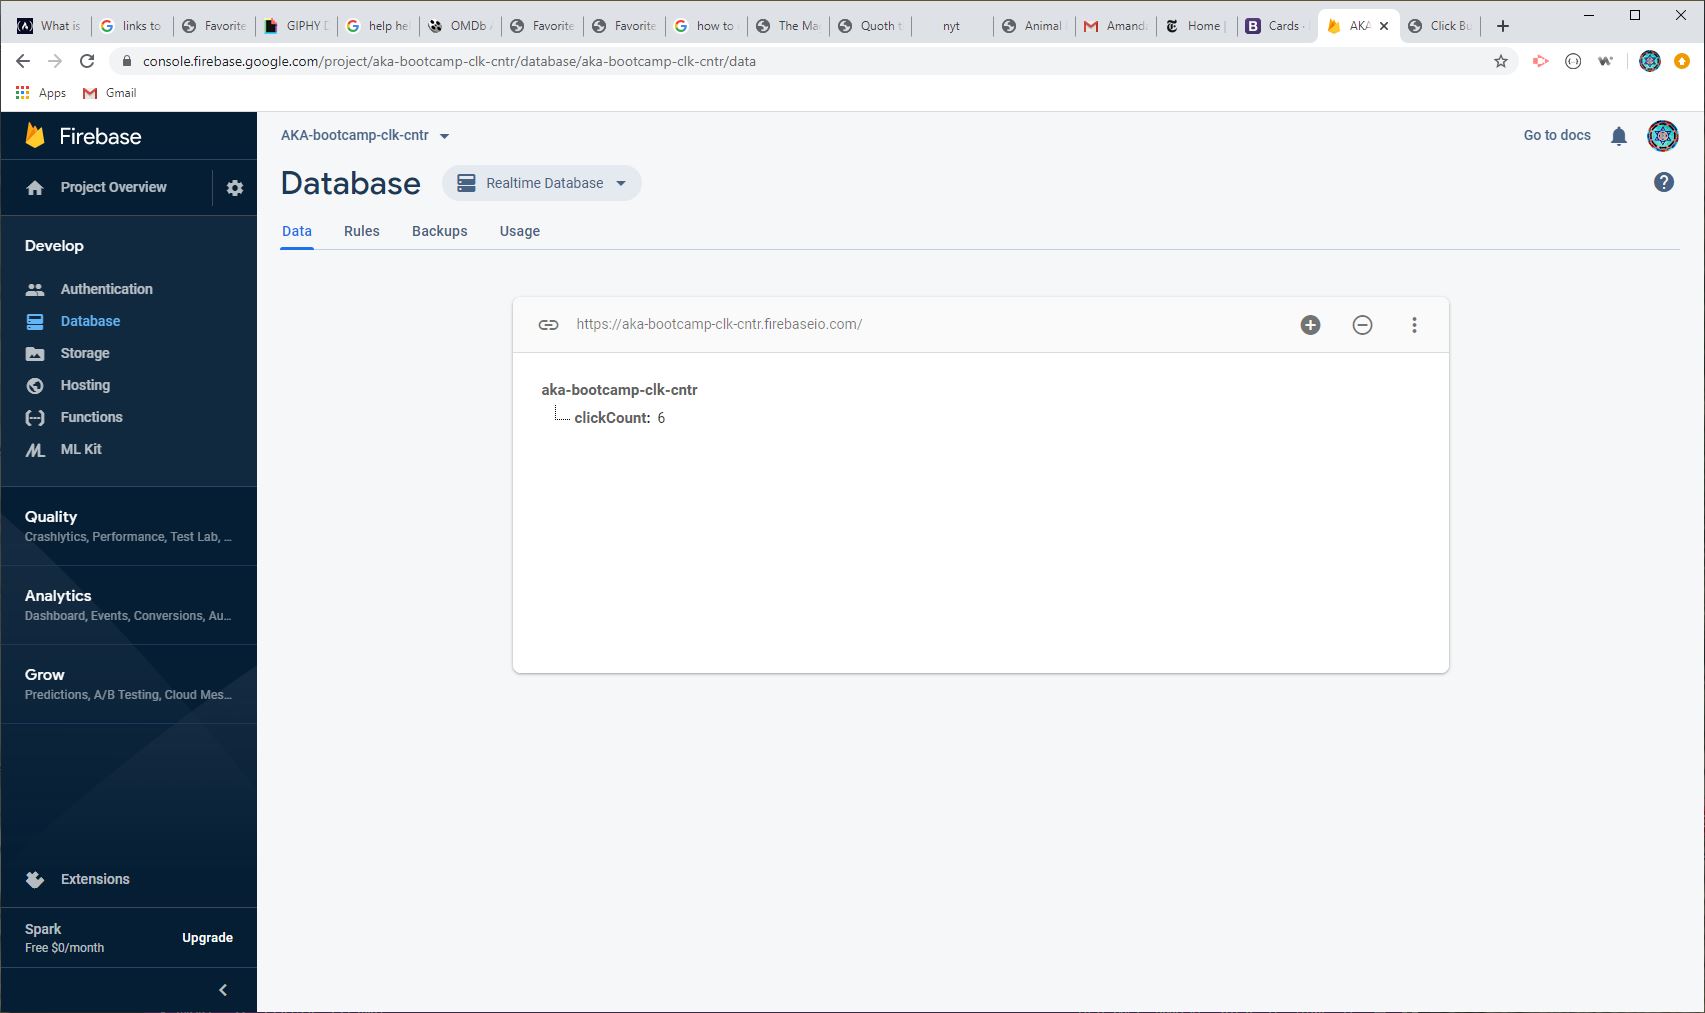 What is
links to
Favorite
GIPHY D
help hel
OMDb A
Favorite
Favorite
how to
The Mac
Quoth t
nyt
Animal
Amanda
Home |
Cards ·
AKA
Click Bu
console.firebase.google.com/project/aka-bootcamp-clk-cntr/database/aka-bootcamp-clk-cntr/data
Apps
Gmail
Firebase
Project Overview
Develop
Authentication
Database
Storage
Hosting
Functions
ML Kit
Quality
Crashlytics, Performance, Test Lab, ...
Analytics
Dashboard, Events, Conversions, Au...
Grow
Predictions, A/B Testing, Cloud Mes...
Extensions
Spark
Free $0/month
Upgrade
AKA-bootcamp-clk-cntr
Go to docs
Database
Realtime Database
Data
Rules
Backups
Usage
https://aka-bootcamp-clk-cntr.firebaseio.com/
aka-bootcamp-clk-cntr
clickCount: 6